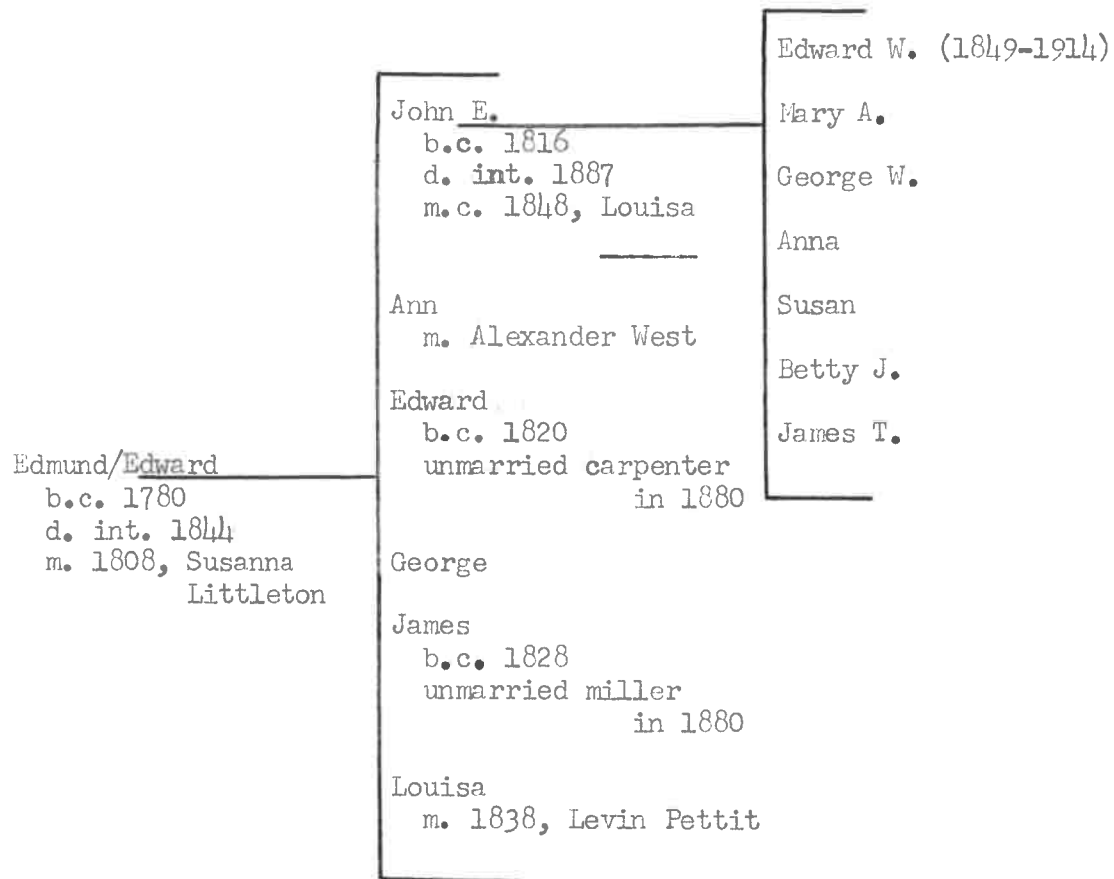 Edmund/Edward
b.c. 1780
d. int. 1844
m. 1808, Susanna
Littleton
John E.
b.c. 1816
d. int. 1887
m.c. 1848, Louisa
Ann
m. Alexander West
Edward
b.c. 1820
unmarried carpenter
in 1880
George
James
b.c. 1828
unmarried miller
in 1880
Louisa
m. 1838, Levin Pettit
Edward W. (1849-1914)
Mary A.
George W.
Anna
Susan
Betty J.
James T.